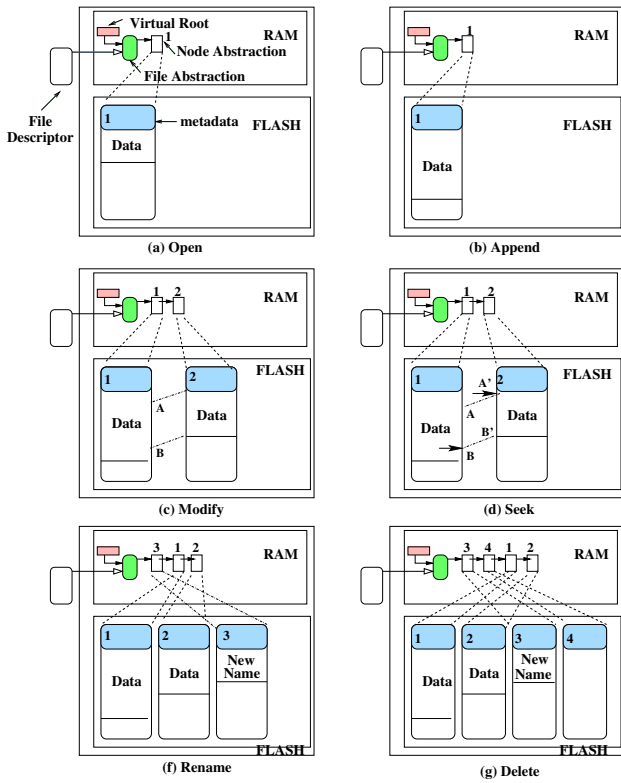 Virtual Root
1
RAM
Node Abstraction
File Abstraction
File
Descriptor
1
metadata
FLASH
Data
(a) Open
1
RAM
1
FLASH
Data
(b) Append
1 2
RAM
FLASH
1 2
Data Data
A
B
(c) Modify
1 2
RAM
FLASH
1 A' 2
Data A Data
B'
B
(d) Seek
3 1 2
RAM
1 2 3
New
Name
Data Data
FLASH
(f) Rename
3 4 1 2
RAM
1 2 3 4
New
Name
Data Data
FLASH
(g) Delete